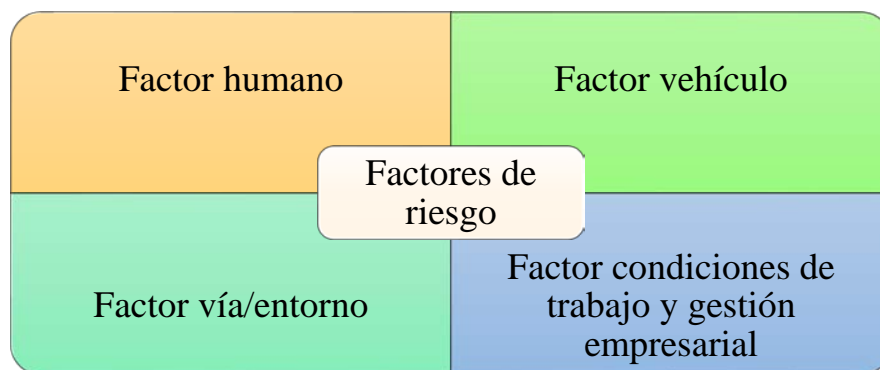 Factor humano
Factor vehículo
Factores de
riesgo
Factor vía/entorno
Factor condiciones de
trabajo y gestión
empresarial